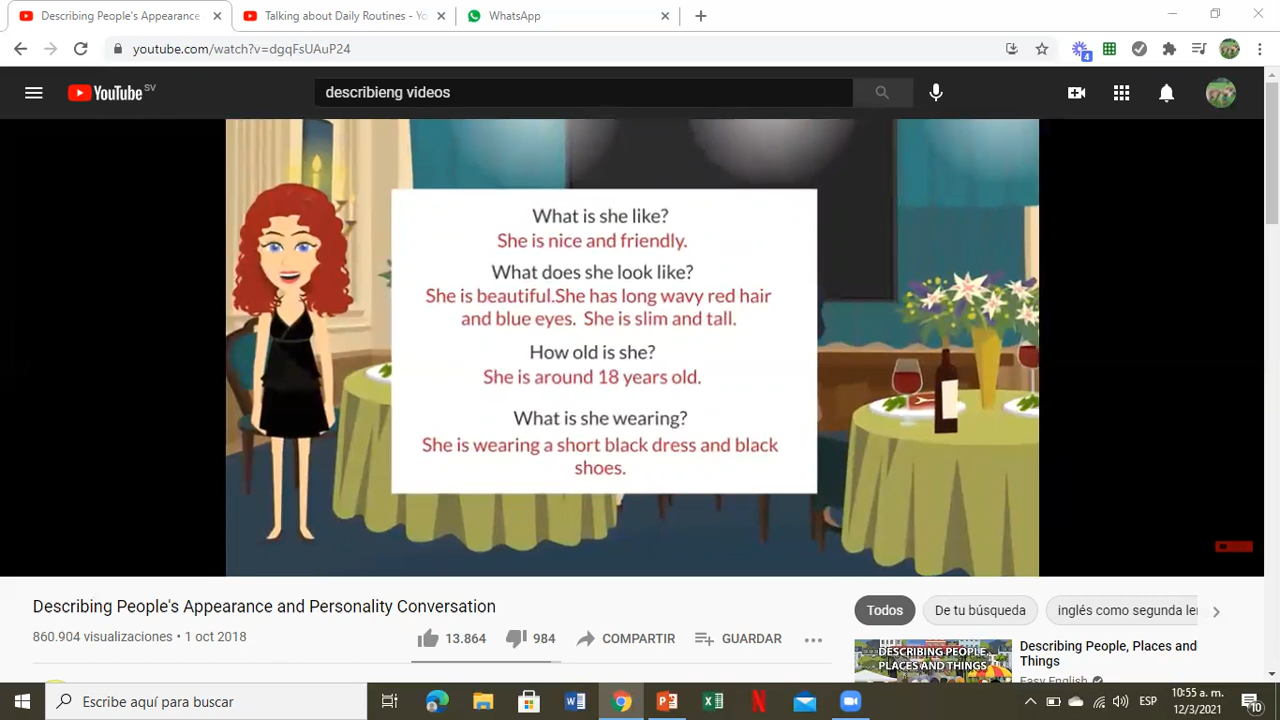 Describing People's Appearance
Talking about Daily Routines - Yo
WhatsApp
youtube.com/watch?v=dgqFsUAuP24
4
YouTube SV
describieng videos
What is she like?
She is nice and friendly.
What does she look like?
She is beautiful.She has long wavy red hair
and blue eyes. She is slim and tall.
How old is she?
She is around 18 years old.
What is she wearing?
She is wearing a short black dress and black
shoes.
Describing People's Appearance and Personality Conversation
860.904 visualizaciones • 1 oct 2018
13.864
984
COMPARTIR
GUARDAR
Todos
De tu búsqueda
inglés como segunda le
DESCRIBING PEOPLE,
PLACES AND THINGS
Describing People, Places and
Things
Easy English
Escribe aquí para buscar
ESP
10:55 a. m.
12/3/2021
10